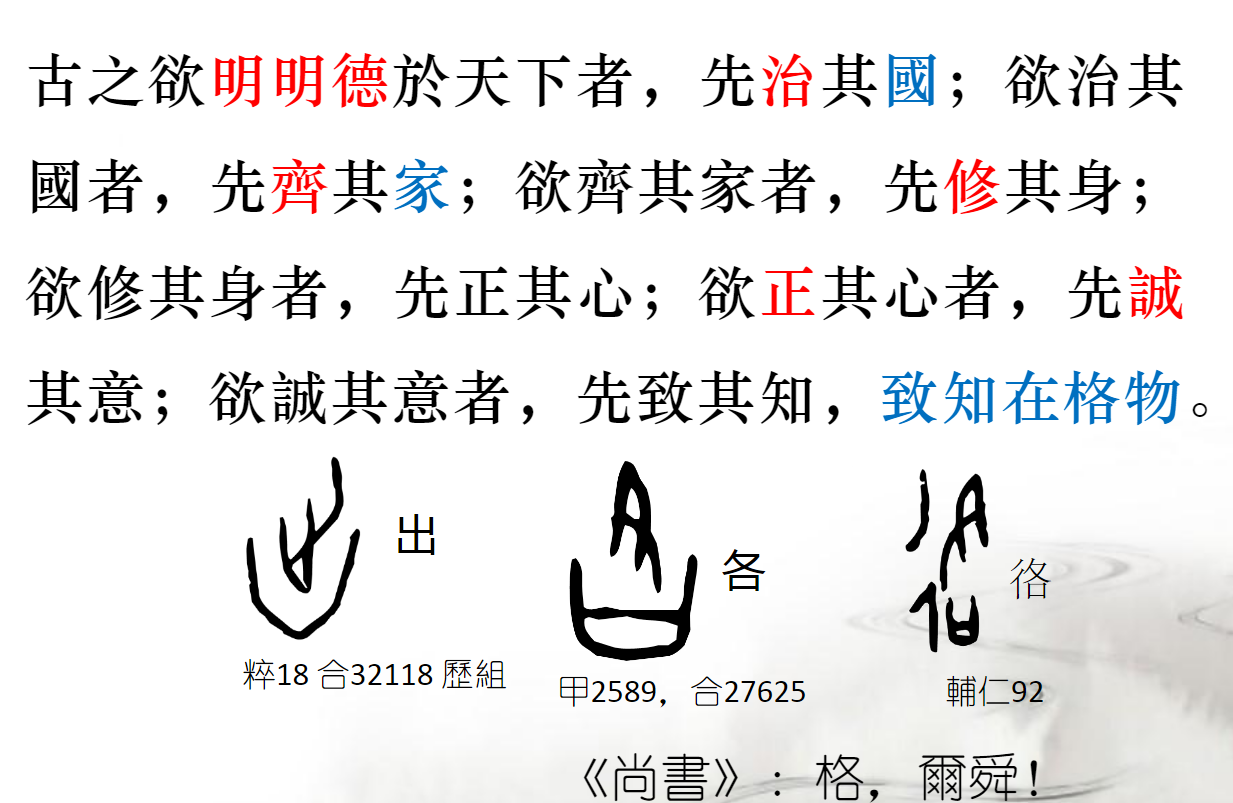 古之欲明明德於天下者，先治其國；欲治其
國者，先齊其家；欲齊其家者，先修其身；
欲修其身者，先正其心；欲正其心者，先誠
其意；欲誠其意者，先致其知，致知在格物。
出
各
佫
粹18 合32118 歷組
甲2589，合27625
輔仁92
《尚書》：格，爾舜！